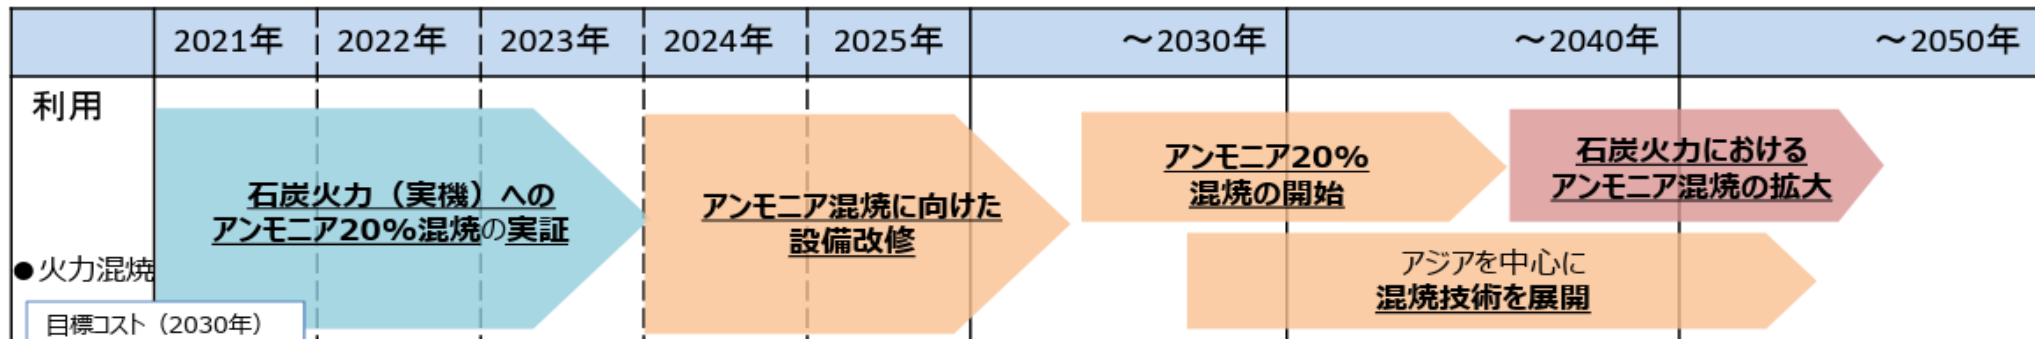 2021年 2022年 2023年 2024年 2025年 ～2030年 ～2040年 ～2050年
利用
●火力混焼
目標コスト（2030年）
石炭火力（実機）への
アンモニア20%混焼の実証
アンモニア混焼に向けた
設備改修
アンモニア20%
混焼の開始
石炭火力における
アンモニア混焼の拡大
アジアを中心に
混焼技術を展開